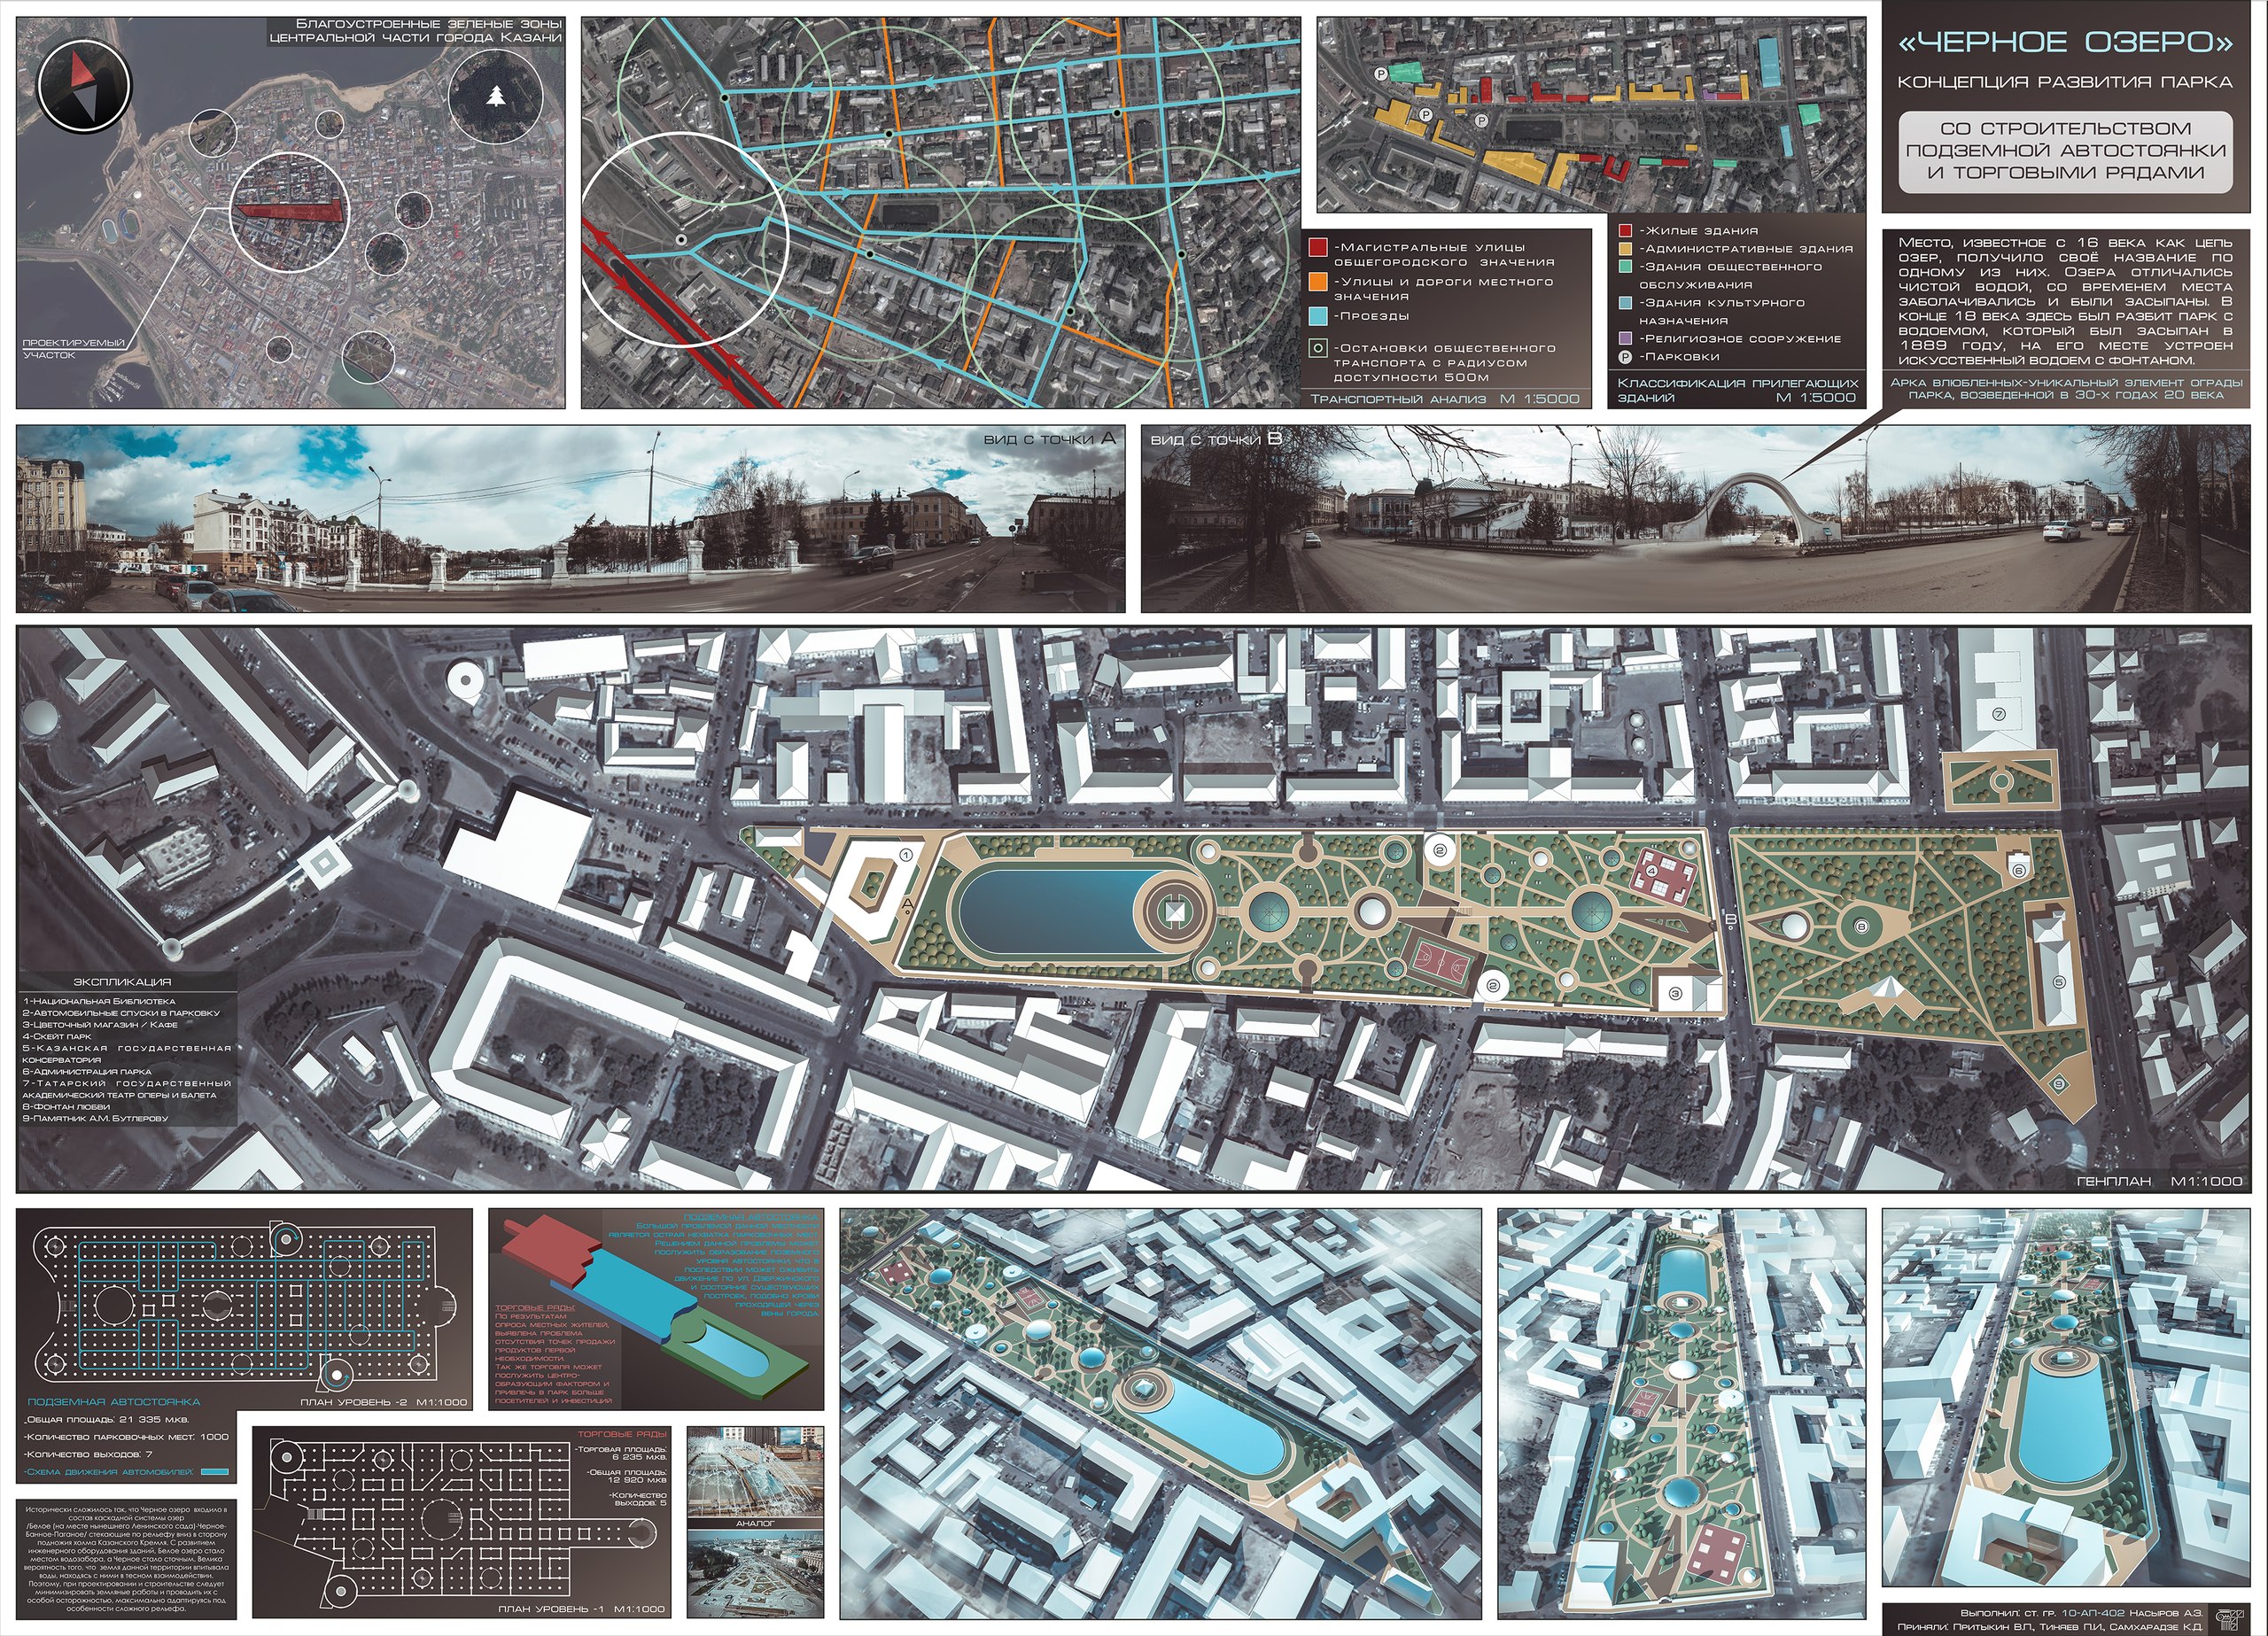 Благоустроенные зеленые зоны
центральной части города Казани
проектируемый
участок
-Магистральные улицы
общегородского значения
-Улицы и дороги местного
значения
-Проезды
-Остановки общественного
транспорта с радиусом
доступности 500м
Транспортный анализ М 1:5000
P
P
P
-Жилые здания
-Административные здания
-Здания общественного
обслуживания
-Здания культурного
назначения
-Религиозное сооружение
P -Парковки
Классификация прилегающих
зданий М 1:5000
«ЧЕРНОЕ ОЗЕРО»
концепция развития парка
со строительством
подземной автостоянки
и торговыми рядами
Место, известное с 16 века как цепь
озер, получило своё название по
одному из них. Озера отличались
чистой водой, со временем места
заболачивались и были засыпаны. В
конце 18 века здесь был разбит парк с
водоемом, который был засыпан в
1889 году, на его месте устроен
искусственный водоем с фонтаном.
Арка влюбленных-уникальный элемент ограды
парка, возведенной в 30-х годах 20 века
вид с точки А
вид с точки В
1
2
2
3
4
5
6
7
8
9
А
В
экспликация
1-Национальная Библиотека
2-Автомобильные спуски в парковку
3-Цветочный магазин / Кафе
4-Скейт парк
5-Казанская государственная
консерватория
6-Администрация парка
7-Татарский государственный
академический театр оперы и балета
8-Фонтан любви
9-Памятник А.М. Бутлерову
генплан М1:1000
подземная автостоянка
план уровень -2 М1:1000
-Общая площадь: 21 335 м.кв.
-Количество парковочных мест: 1000
-Количество выходов: 7
-Схема движения автомобилей:
подземная автостоянка:
Большой проблемой данной местности
является острая нехватка парковочных мест.
Решением данной проблемы может
послужить образование поземного
уровня автостоянки, что в
последствии может оживить
движение по ул. Дзержинского
и состояние существующих
построек, подобно крови
проходящей через
вены города.
торговые ряды:
По результатам
опроса местных жителей,
выявлена проблема
отсутствия точек продажи
продуктов первой
необходимости.
Так же торговля может
послужить центро-
образующим фактором и
привлечь в парк больше
посетителей и инвестиций
Исторически сложилось так, что Черное озеро входило в
состав каскадной системы озер
/Белое (на месте нынешнего Ленинского сада)-Черное-
Банное-Поганое/ стекающие по рельефу вниз в сторону
подножия холма Казанского Кремля. С развитием
инженерного оборудования зданий, Белое озеро стало
местом водозабора, а Черное стало сточным. Велика
вероятность того, что земля данной территории впитывала
воды, находясь с ними в тесном взаимодействии.
Поэтому, при проектировании и строительстве следует
минимизировать земляные работы и проводить их с
особой осторожностью, максимально адаптируясь под
особенности сложного рельефа.
торговые ряды
-Торговая площадь:
6 235 м.кв.
-Общая площадь:
12 920 м.кв
-Количество
выходов: 5
план уровень -1 М1:1000
аналог
Выполнил: ст. гр. 10-АП-402 Насыров А.З.
Приняли: Притыкин В.П., Тиняев П.И., Самхарадзе К.Д.